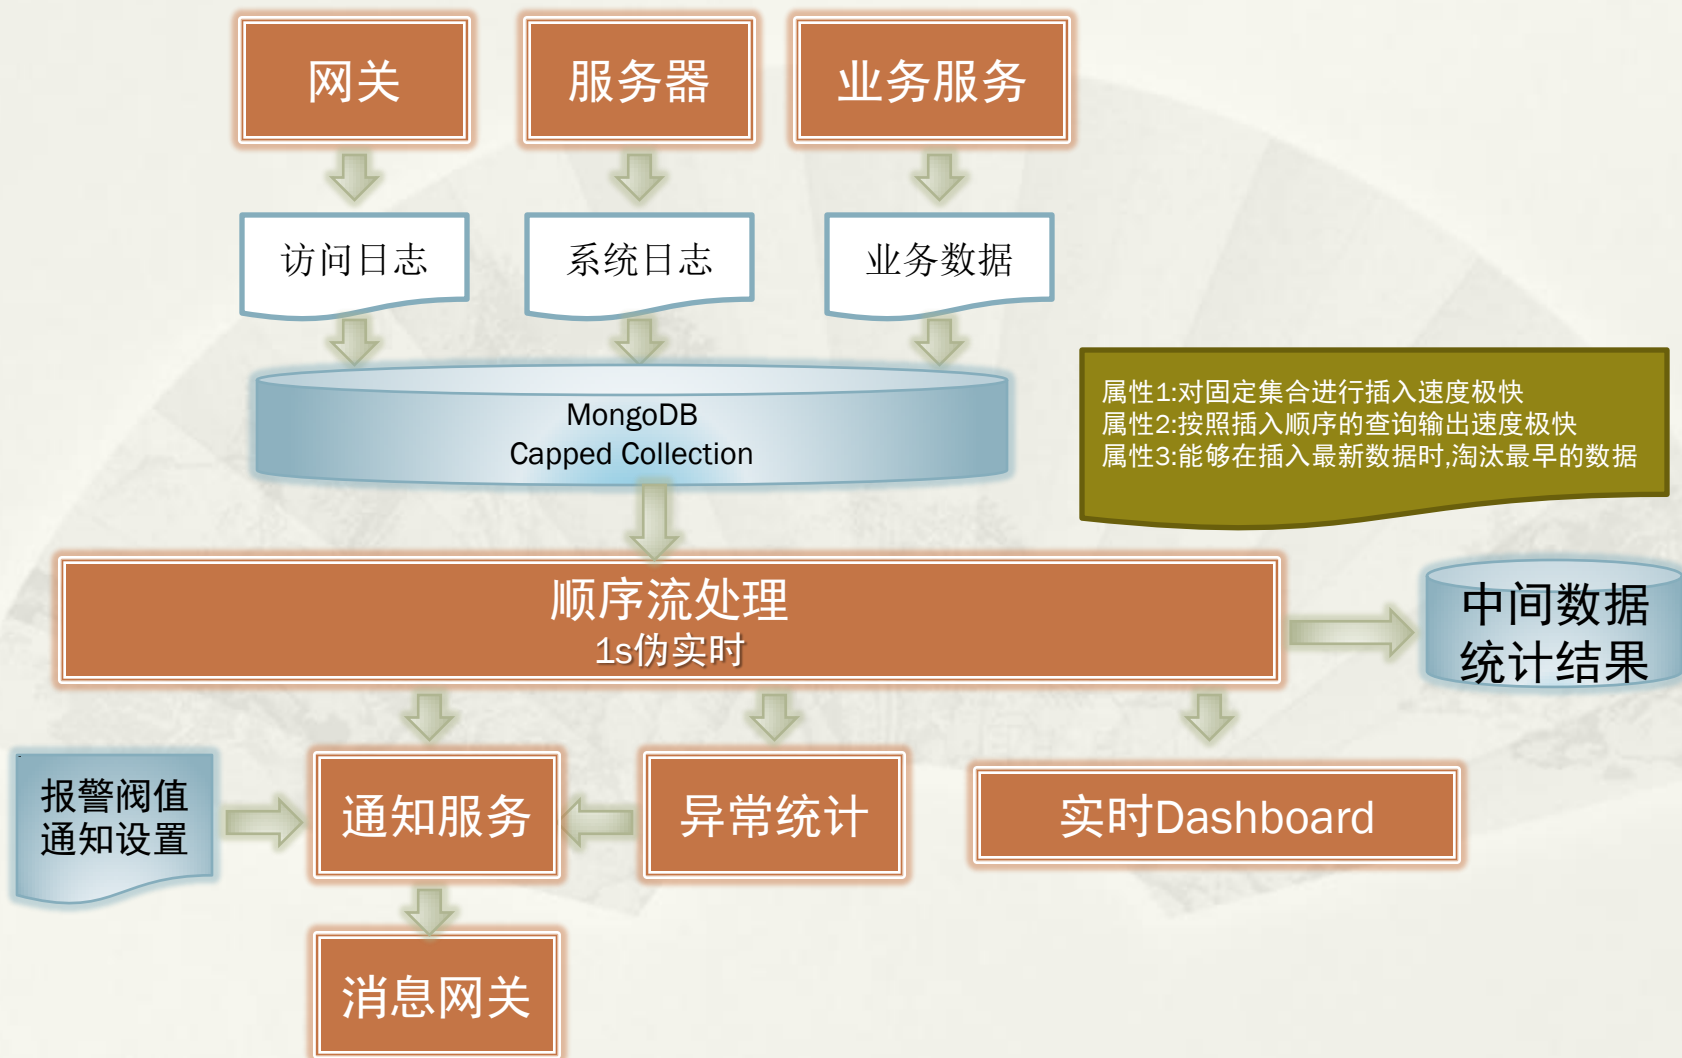 网关
服务器
业务服务
访问日志
系统日志
业务数据
MongoDB
Capped Collection
属性1:对固定集合进行插入速度极快
属性2:按照插入顺序的查询输出速度极快
属性3:能够在插入最新数据时,淘汰最早的数据
顺序流处理
1s伪实时
中间数据
统计结果
报警阀值
通知设置
通知服务
异常统计
实时Dashboard
消息网关